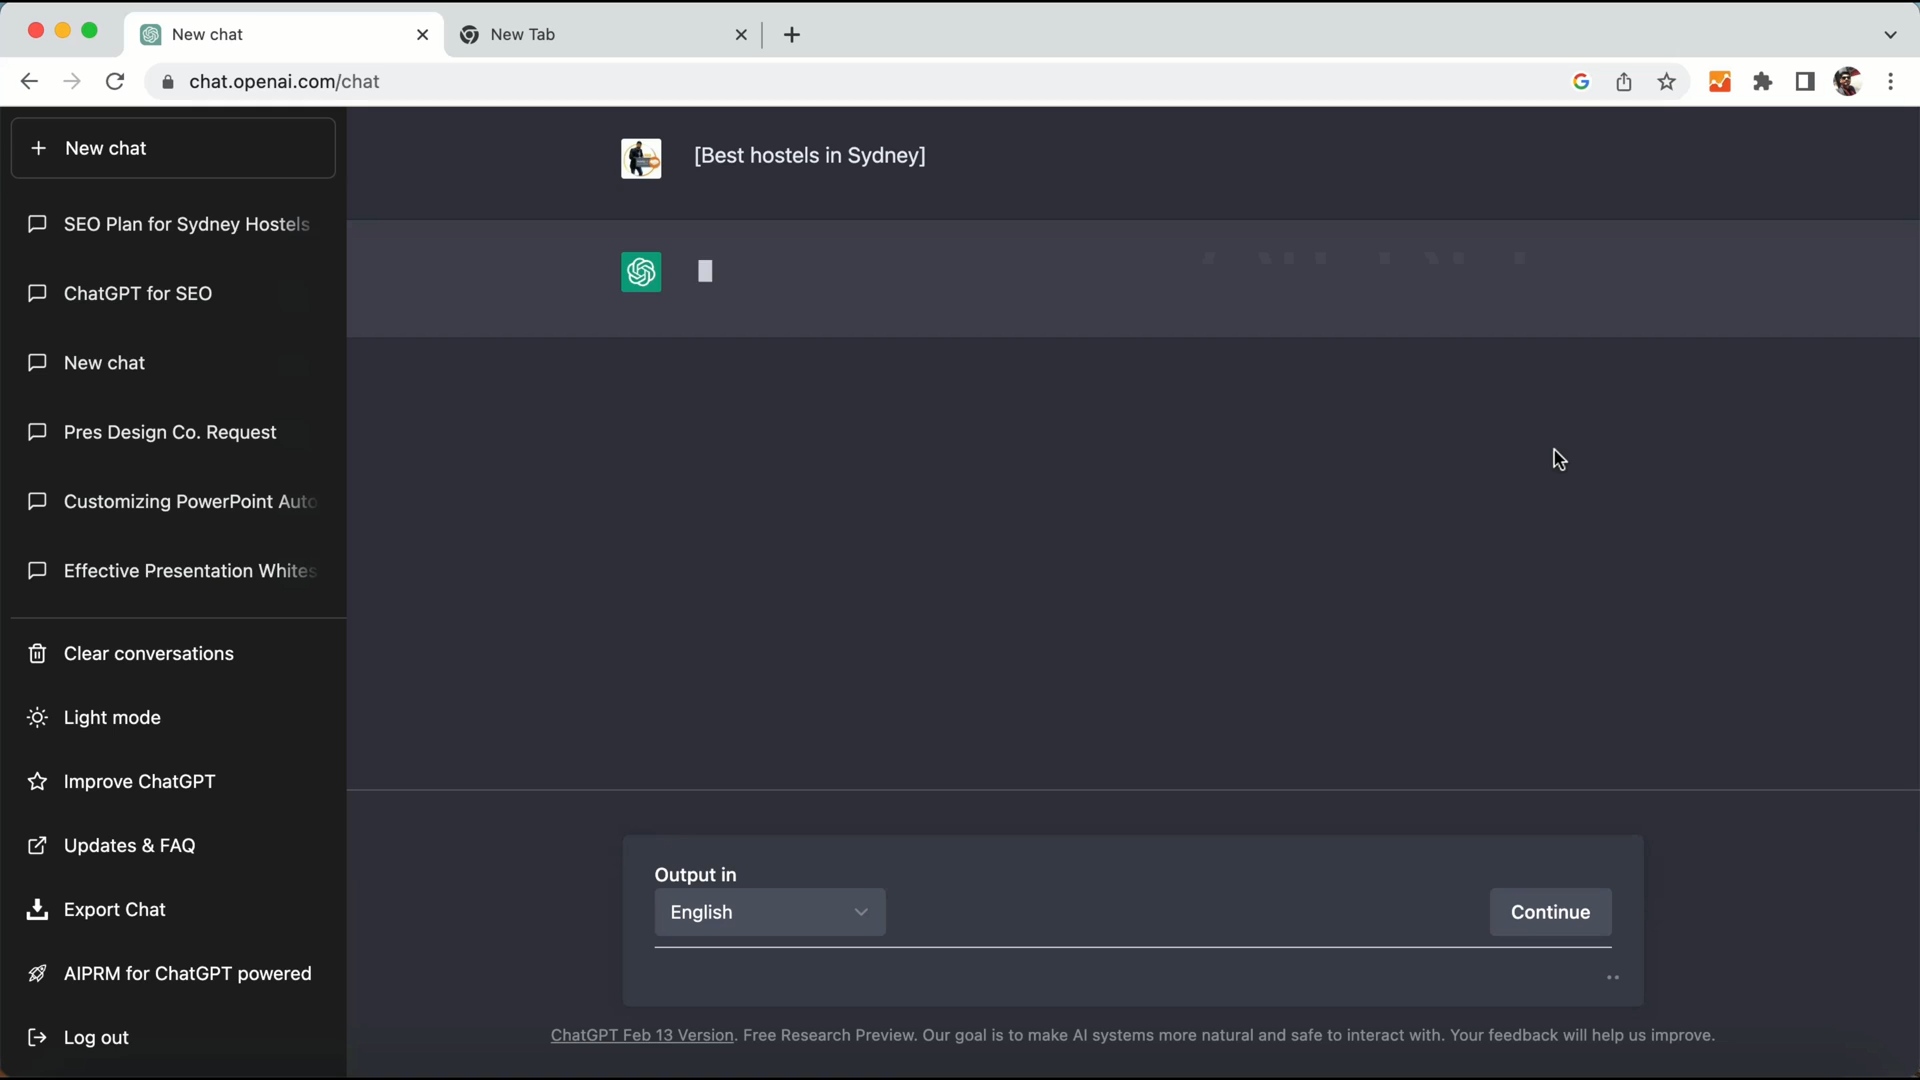 New chat
New Tab
chat.openai.com/chat
New chat
SEO Plan for Sydney Hostels
ChatGPT for SEO
New chat
Pres Design Co. Request
Customizing PowerPoint Auto
Effective Presentation Whites
Clear conversations
Light mode
Improve ChatGPT
Updates & FAQ
Export Chat
AIPRM for ChatGPT powered
Log out
[Best hostels in Sydney]
Output in
English
Continue
ChatGPT Feb 13 Version. Free Research Preview. Our goal is to make AI systems more natural and safe to interact with. Your feedback will help us improve.